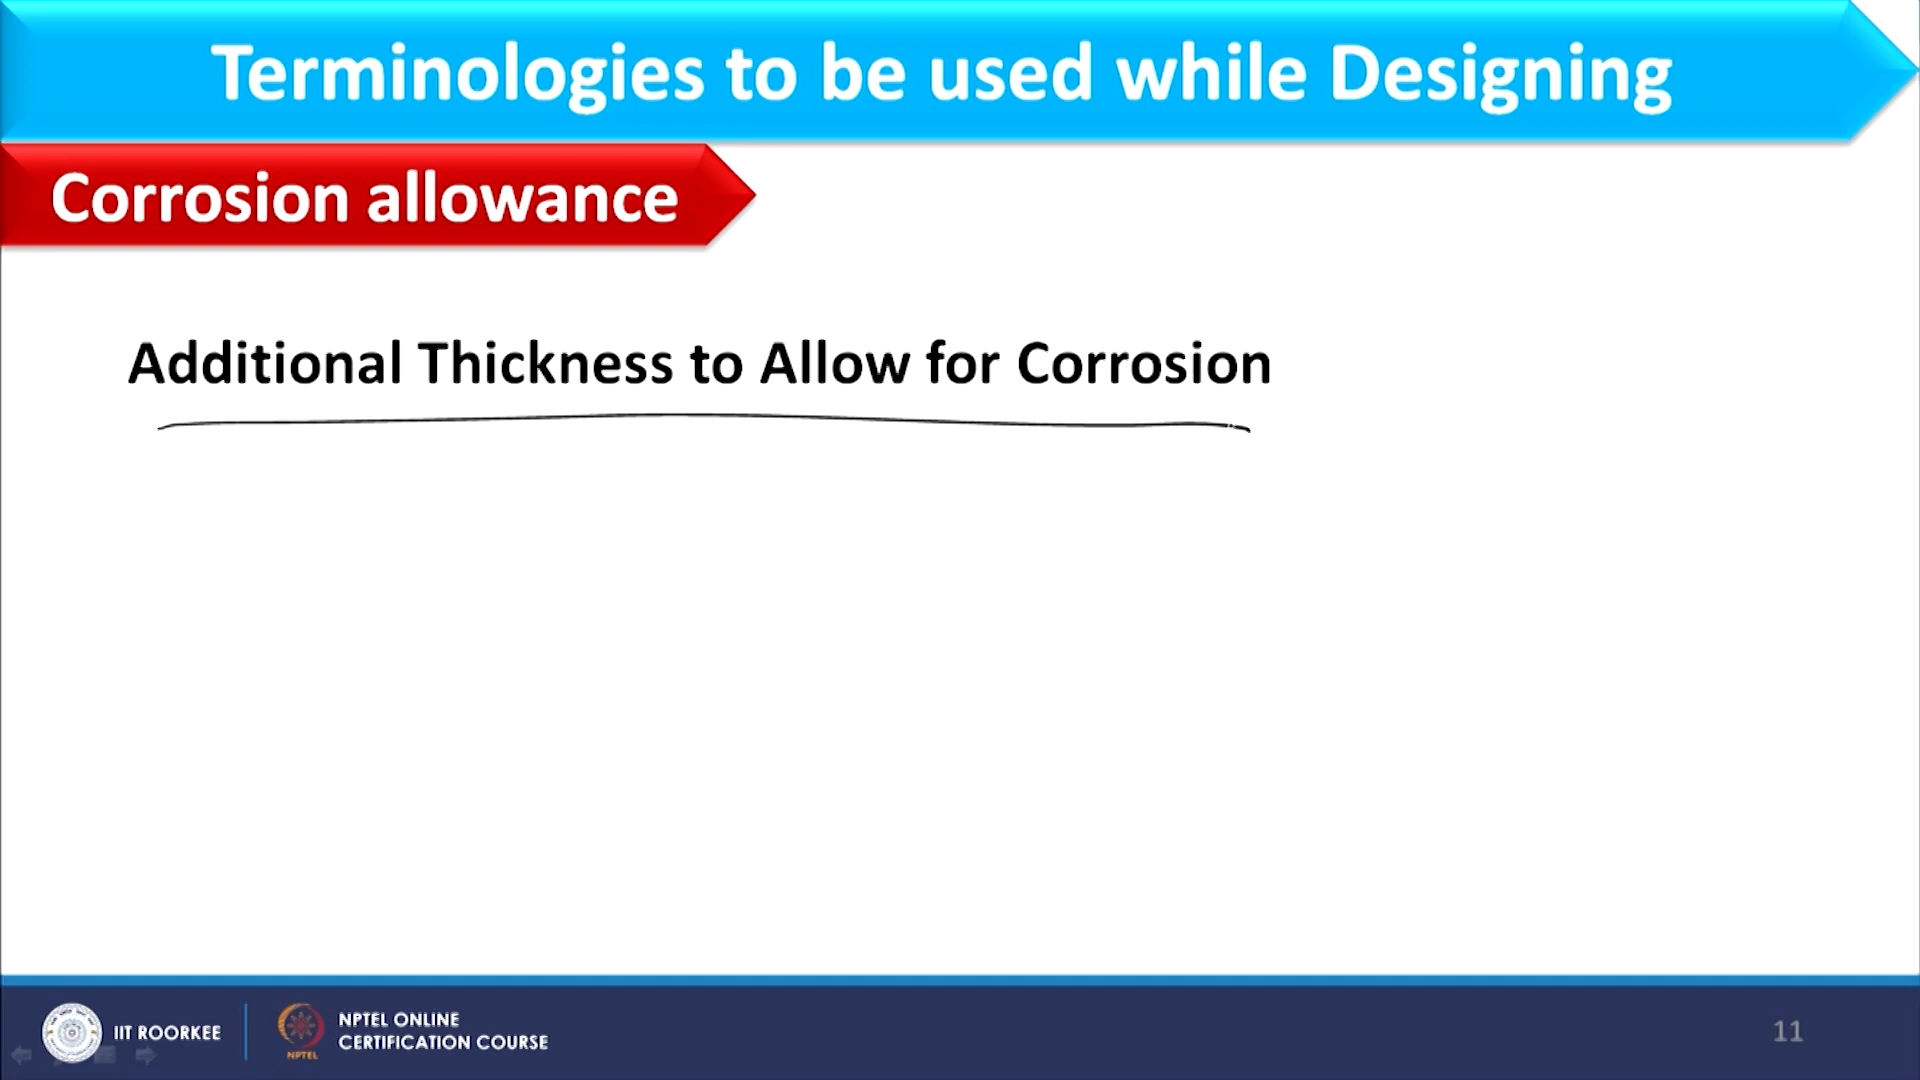 Terminologies to be used while Designing
Corrosion allowance
Additional Thickness to Allow for Corrosion
IIT ROORKEE
NPTEL
NPTEL ONLINE
CERTIFICATION COURSE
11